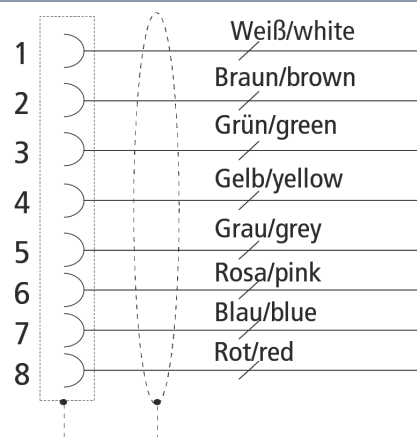 1 Weiß/white
2 Braun/brown
3 Grün/green
4 Gelb/yellow
5 Grau/grey
6 Rosa/pink
7 Blau/blue
8 Rot/red